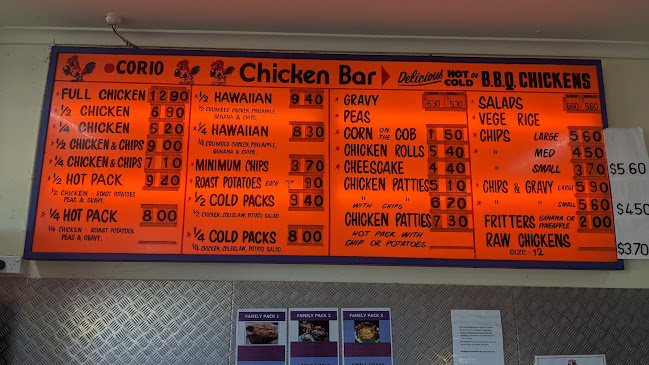 CORIO Chicken Bar Delicious HOT OR COLD B.B.Q. CHICKENS
FULL CHICKEN 12 90
½ CHICKEN 6 90
¼ CHICKEN 5 20
½ CHICKEN & CHIPS 9 00
¼ CHICKEN & CHIPS 7 10
½ HOT PACK 9 40
½ CHICKEN : ROAST POTATOES
PEAS & GRAVY.
¼ HOT PACK 8 00
¼ CHICKEN : ROAST POTATOES
PEAS & GRAVY.
½ HAWAIIAN 9 40
½ CRUMBED CHICKEN, PINEAPPLE,
BANANA & CHIPS.
¼ HAWAIIAN 8 30
¼ CRUMBED CHICKEN, PINEAPPLE,
BANANA & CHIPS.
MINIMUM CHIPS 3 70
ROAST POTATOES EACH 90
½ COLD PACKS 9 40
½ CHICKEN, COLESLAW, POTATO SALAD
¼ COLD PACKS 8 00
¼ CHICKEN, COLESLAW, POTATO SALAD.
GRAVY 630 530
PEAS
CORN ON THE COB 1 50
CHICKEN ROLLS 5 40
CHEESCAKE 4 40
CHICKEN PATTIES 5 10
" WITH CHIPS " 6 70
CHICKEN PATTIES 7 30
HOT PACK WITH
CHIP OR POTATOES
SALADS 660 560
VEGE RICE
CHIPS LARGE 5 60
" MED 4 50
" SMALL 3 70
CHIPS & GRAVY LARGE 5 90
" SMALL 5 60
FRITTERS BANANA OR PINEAPPLE 2 00
RAW CHICKENS
SIZE - 12
$5.60
$4.50
$370
FAMILY PACK 1
FAMILY PACK 2
FAMILY PACK 3